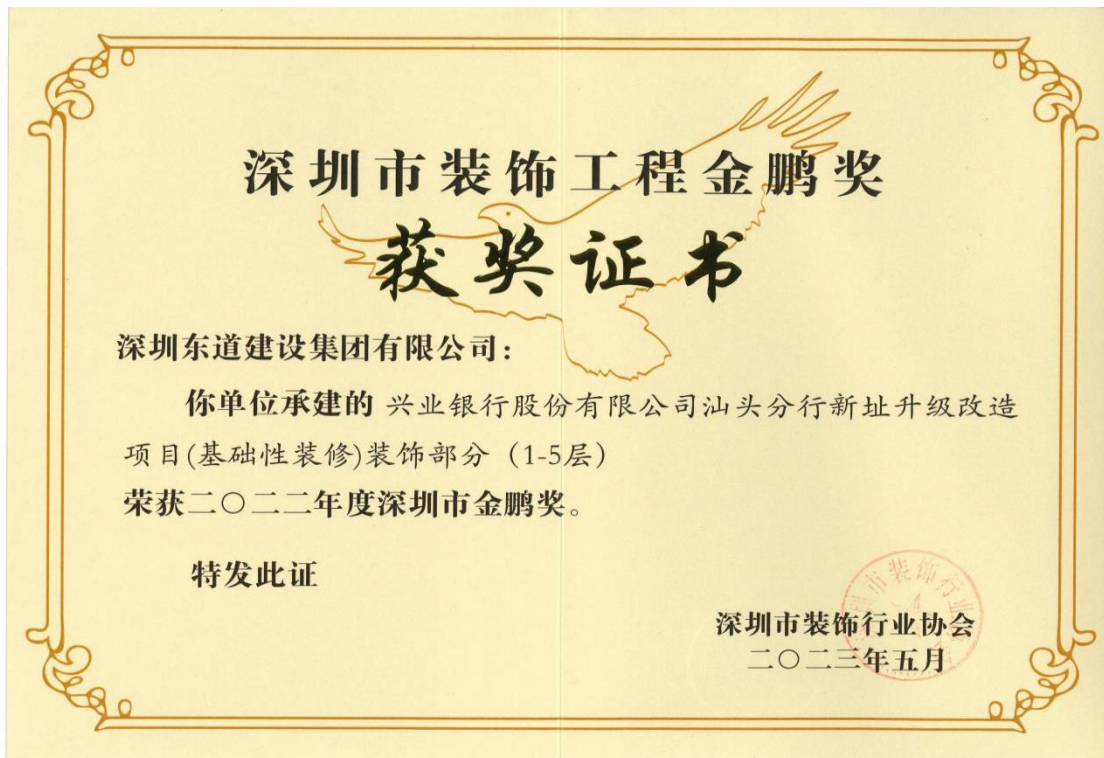 深圳市装饰工程金鹏奖
获奖证书
深圳东道建设集团有限公司：
你单位承建的 兴业银行股份有限公司汕头分行新址升级改造
项目(基础性装修)装饰部分（1-5层）
荣获二〇二二年度深圳市金鹏奖。
特发此证
深圳市装饰行业协会
二〇二三年五月